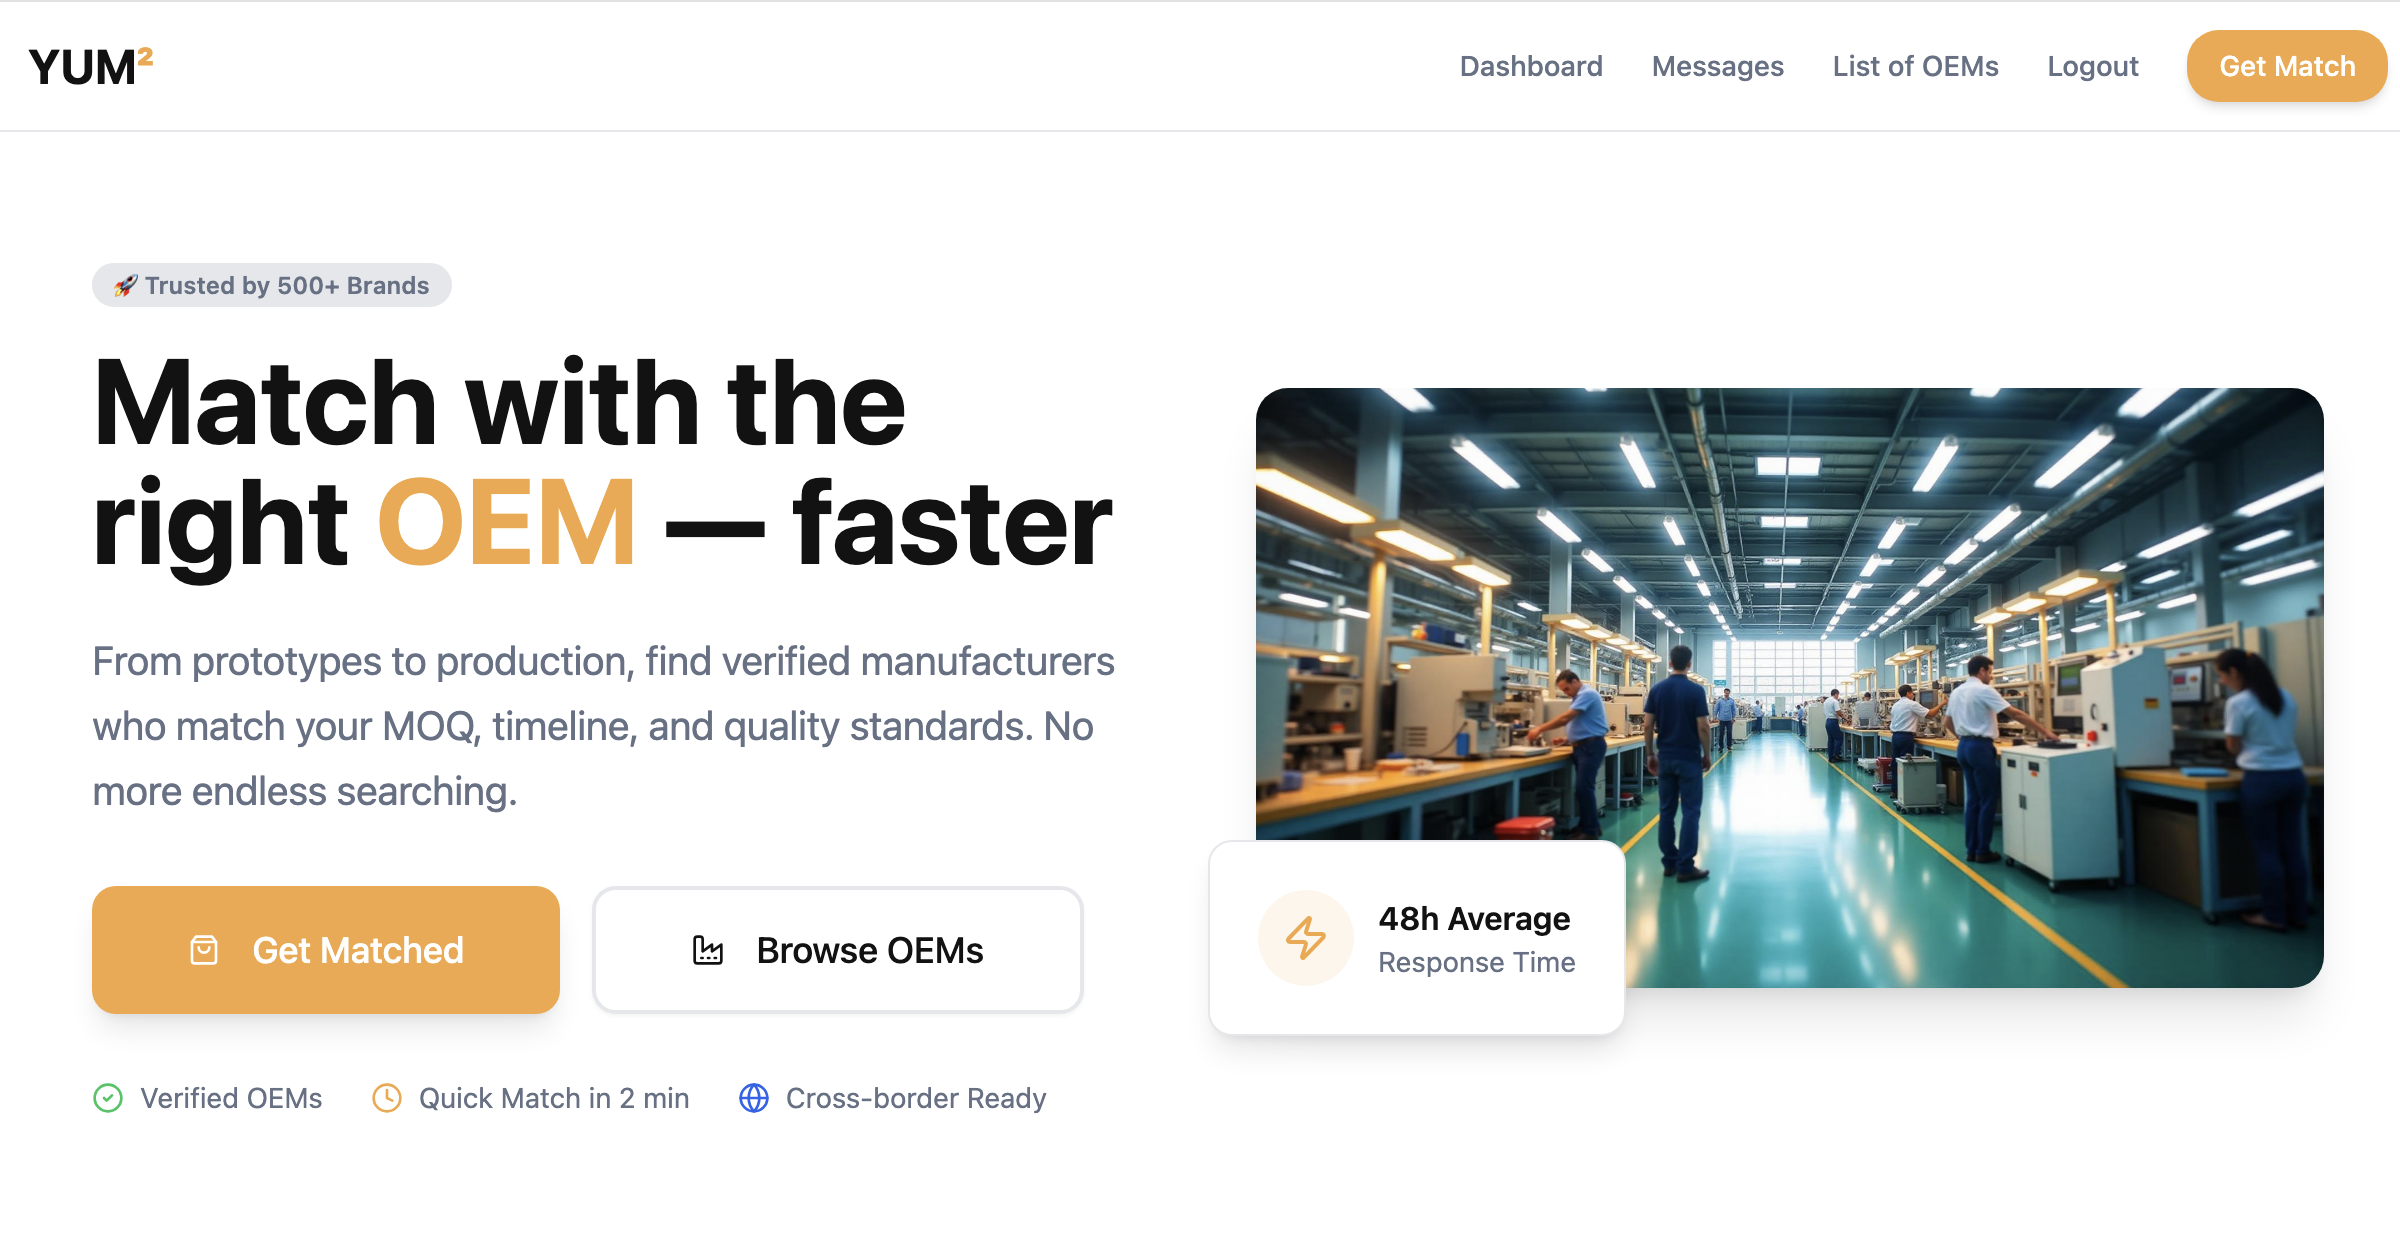 YUM²
Dashboard
Messages
List of OEMs
Logout
Get Match
🚀 Trusted by 500+ Brands
Match with the
right OEM — faster
From prototypes to production, find verified manufacturers
who match your MOQ, timeline, and quality standards. No
more endless searching.
Get Matched
Browse OEMs
Verified OEMs
Quick Match in 2 min
Cross-border Ready
48h Average
Response Time